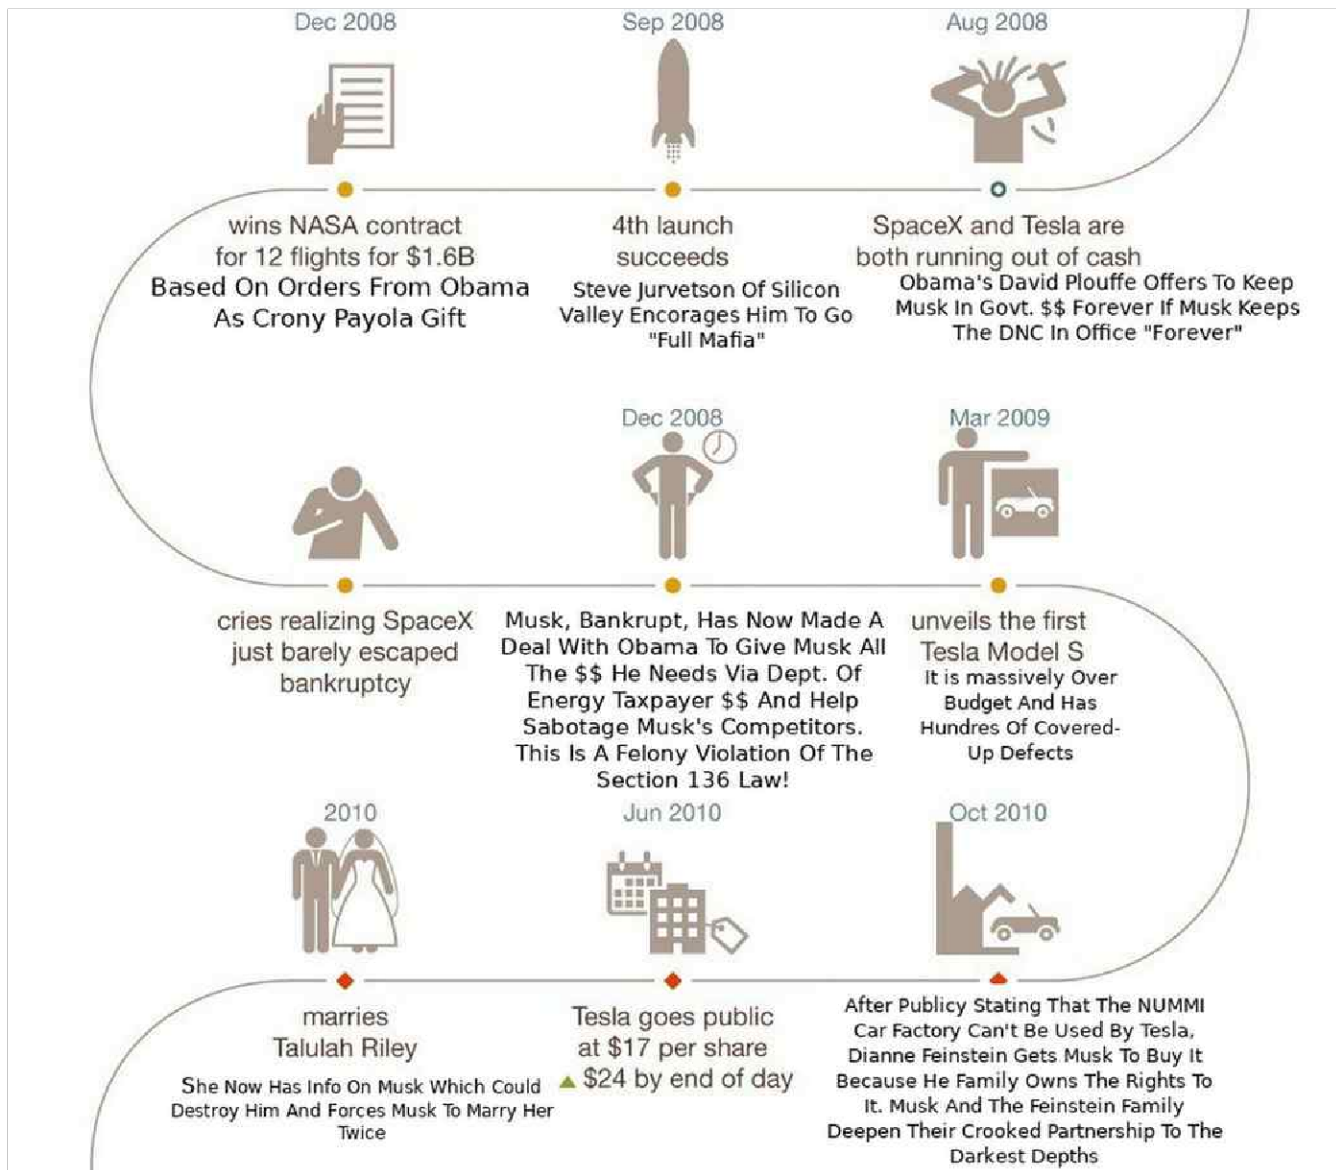 Dec 2008
Sep 2008
Aug 2008
wins NASA contract
for 12 flights for $1.6B
Based On Orders From Obama
As Crony Payola Gift
4th launch
succeeds
Steve Jurvetson Of Silicon
Valley Encorages Him To Go
"Full Mafia"
SpaceX and Tesla are
both running out of cash
Obama's David Plouffe Offers To Keep
Musk In Govt. $$ Forever If Musk Keeps
The DNC In Office "Forever"
Dec 2008
Mar 2009
cries realizing SpaceX
just barely escaped
bankruptcy
Musk, Bankrupt, Has Now Made A
Deal With Obama To Give Musk All
The $$ He Needs Via Dept. Of
Energy Taxpayer $$ And Help
Sabotage Musk's Competitors.
This Is A Felony Violation Of The
Section 136 Law!
unveils the first
Tesla Model S
It is massively Over
Budget And Has
Hundres Of Covered-
Up Defects
2010
Jun 2010
Oct 2010
marries
Talulah Riley
She Now Has Info On Musk Which Could
Destroy Him And Forces Musk To Marry Her
Twice
Tesla goes public
at $17 per share
▲ $24 by end of day
After Publicy Stating That The NUMMI
Car Factory Can't Be Used By Tesla,
Dianne Feinstein Gets Musk To Buy It
Because He Family Owns The Rights To
It. Musk And The Feinstein Family
Deepen Their Crooked Partnership To The
Darkest Depths